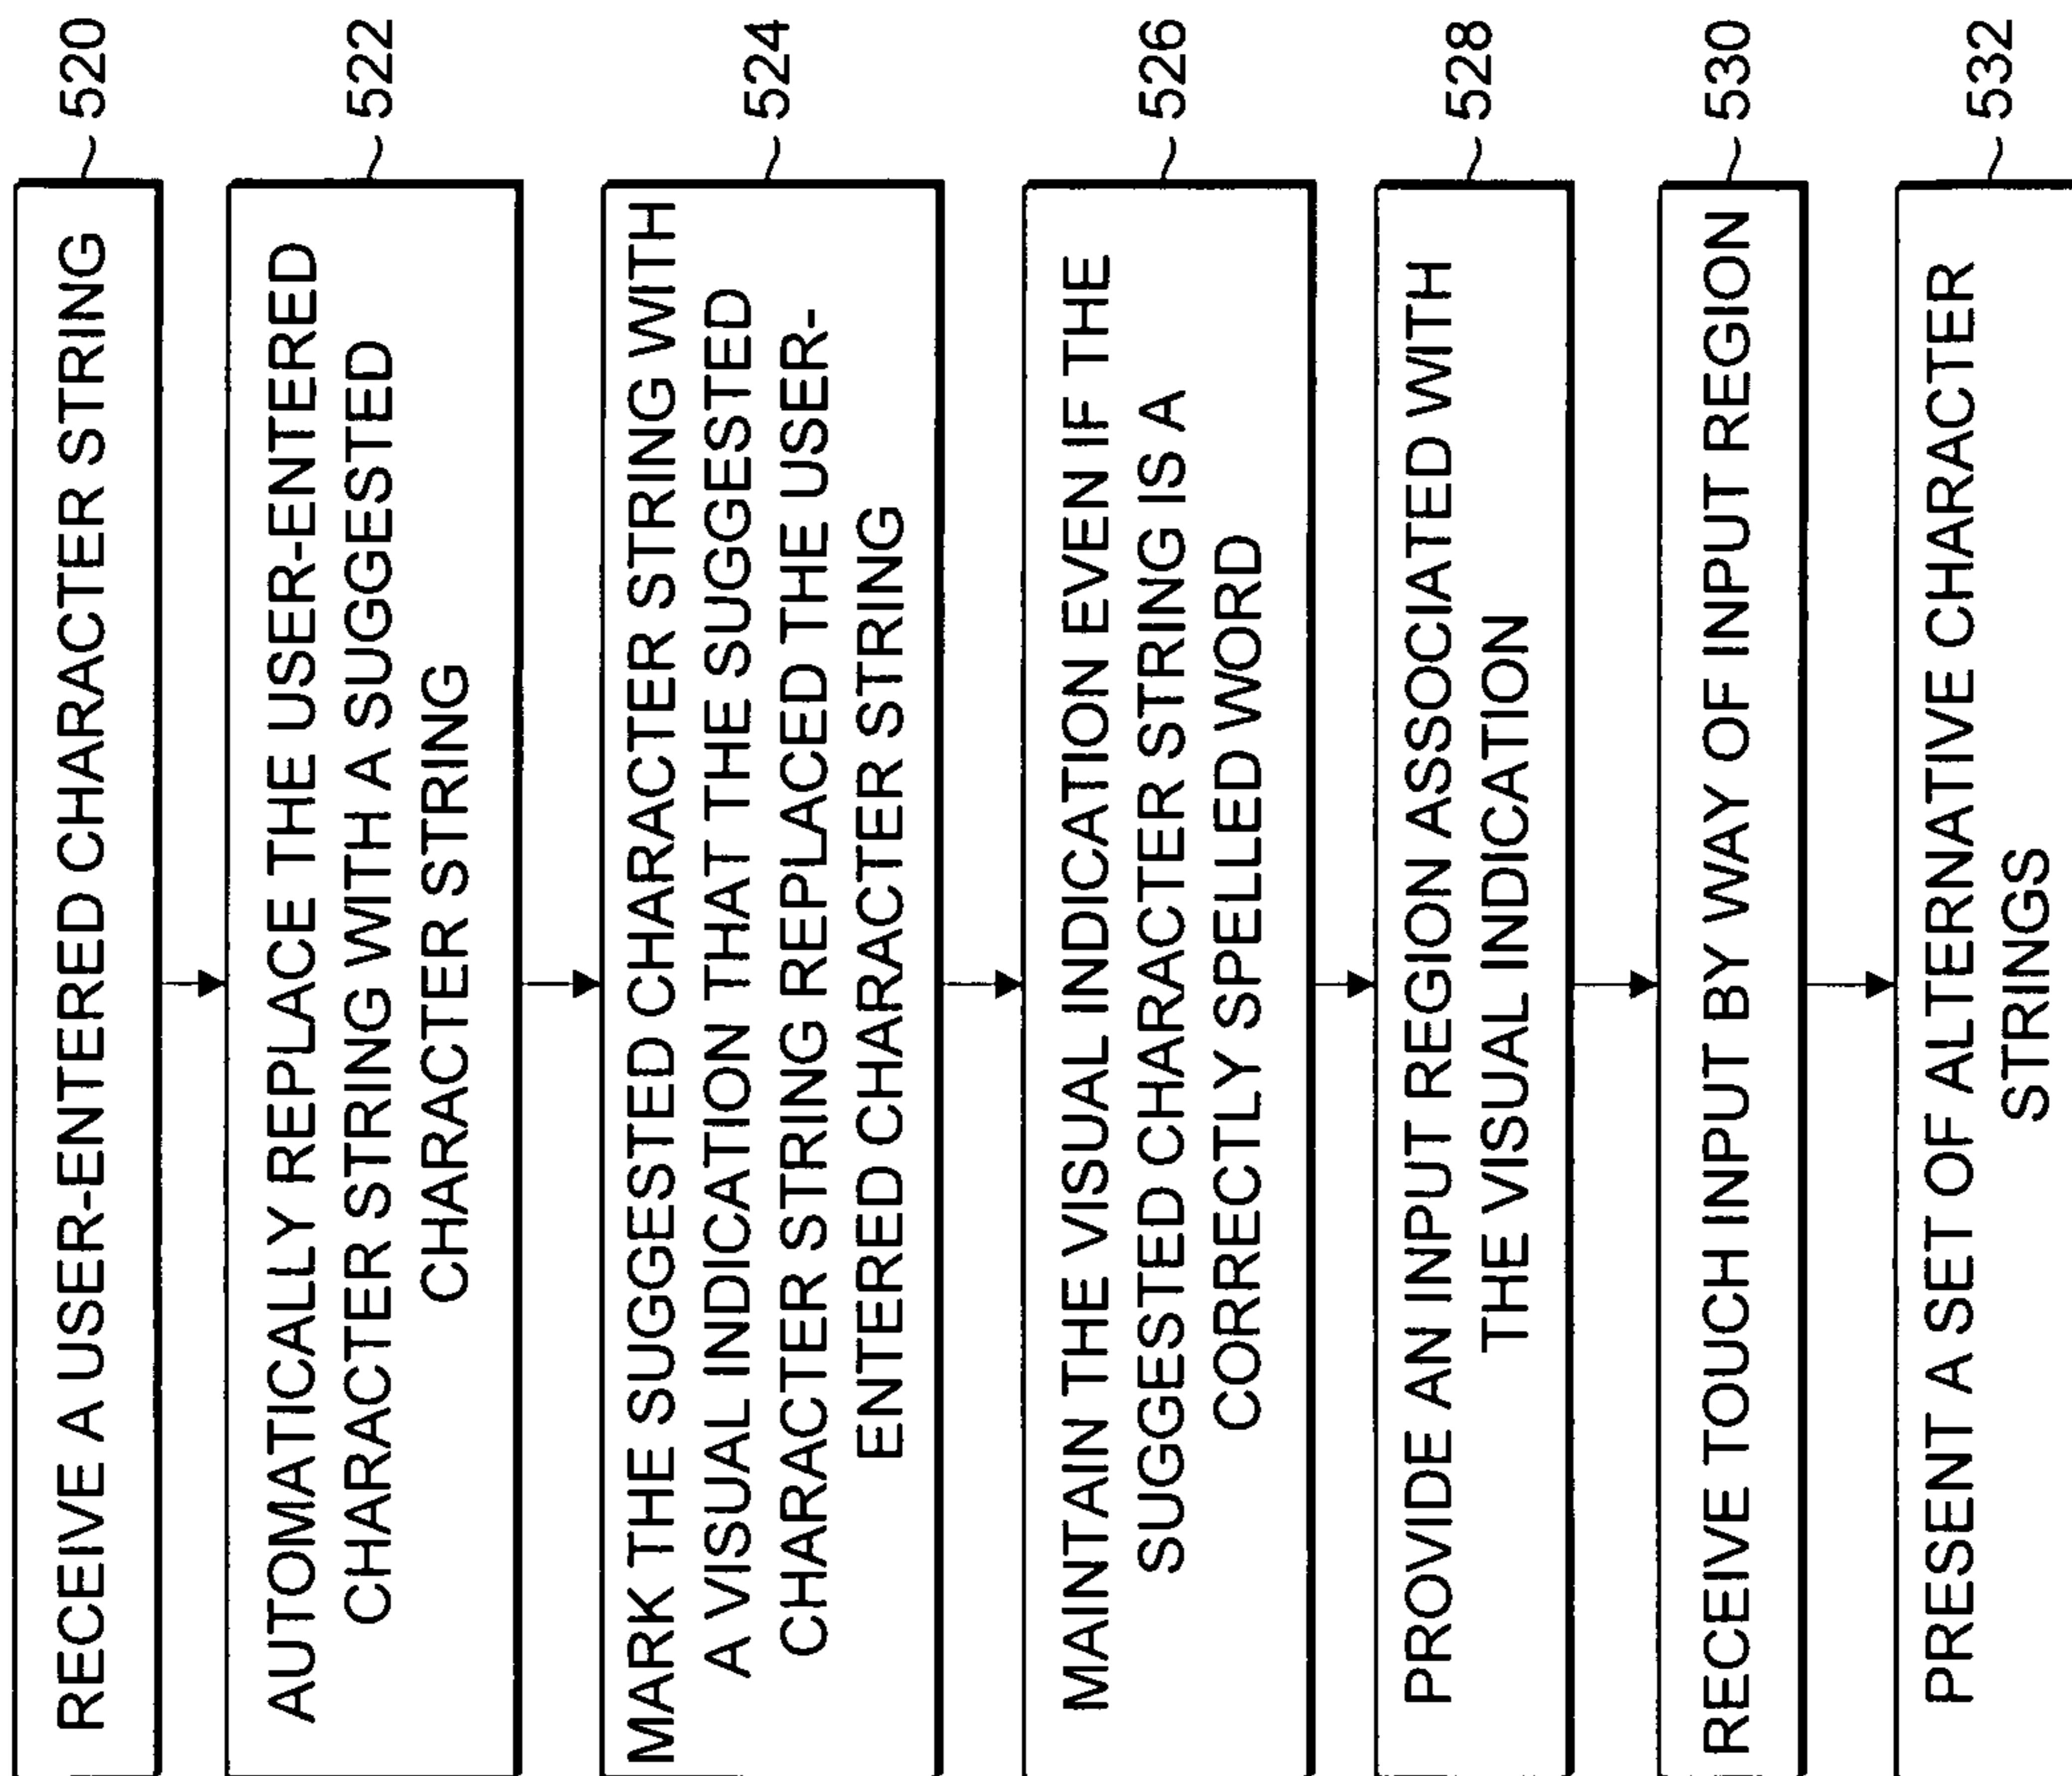 RECEIVE A USER-ENTERED CHARACTER STRING
520
AUTOMATICALLY REPLACE THE USER-ENTERED
CHARACTER STRING WITH A SUGGESTED
CHARACTER STRING
522
MARK THE SUGGESTED CHARACTER STRING WITH
A VISUAL INDICATION THAT THE SUGGESTED
CHARACTER STRING REPLACED THE USER-
ENTERED CHARACTER STRING
524
MAINTAIN THE VISUAL INDICATION EVEN IF THE
SUGGESTED CHARACTER STRING IS A
CORRECTLY SPELLED WORD
526
PROVIDE AN INPUT REGION ASSOCIATED WITH
THE VISUAL INDICATION
528
RECEIVE TOUCH INPUT BY WAY OF INPUT REGION
530
PRESENT A SET OF ALTERNATIVE CHARACTER
STRINGS
532